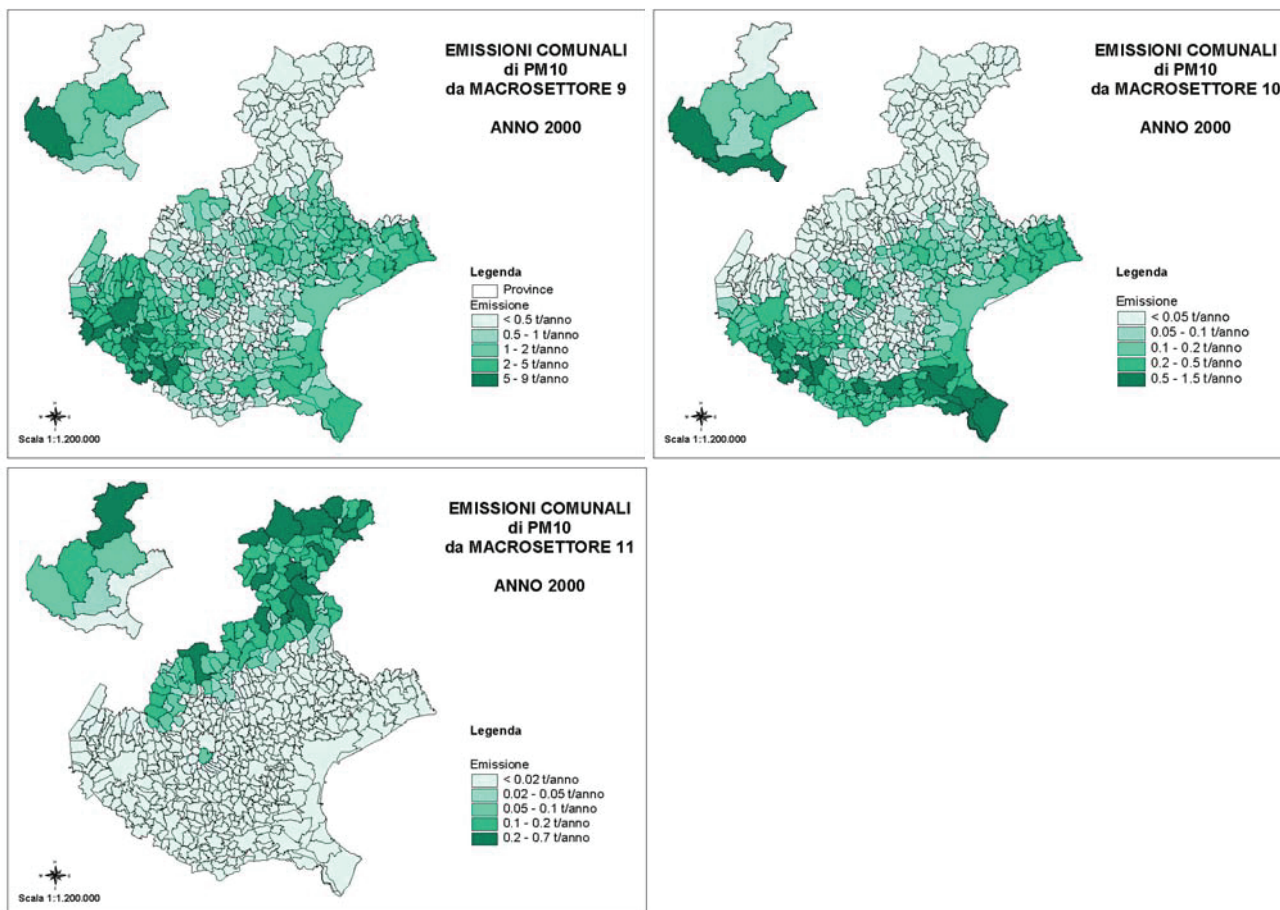 EMISSIONI COMUNALI
di PM10
da MACROSETTORE 9
ANNO 2000
Legenda
Province
Emissione
< 0.5 t/anno
0.5 - 1 t/anno
1 - 2 t/anno
2 - 5 t/anno
5 - 9 t/anno
Scala 1:1.200.000
EMISSIONI COMUNALI
di PM10
da MACROSETTORE 10
ANNO 2000
Legenda
Emissione
< 0.05 t/anno
0.05 - 0.1 t/anno
0.1 - 0.2 t/anno
0.2 - 0.5 t/anno
0.5 - 1.5 t/anno
Scala 1:1.200.000
EMISSIONI COMUNALI
di PM10
da MACROSETTORE 11
ANNO 2000
Legenda
Emissione
< 0.02 t/anno
0.02 - 0.05 t/anno
0.05 - 0.1 t/anno
0.1 - 0.2 t/anno
0.2 - 0.7 t/anno
Scala 1:1.200.000